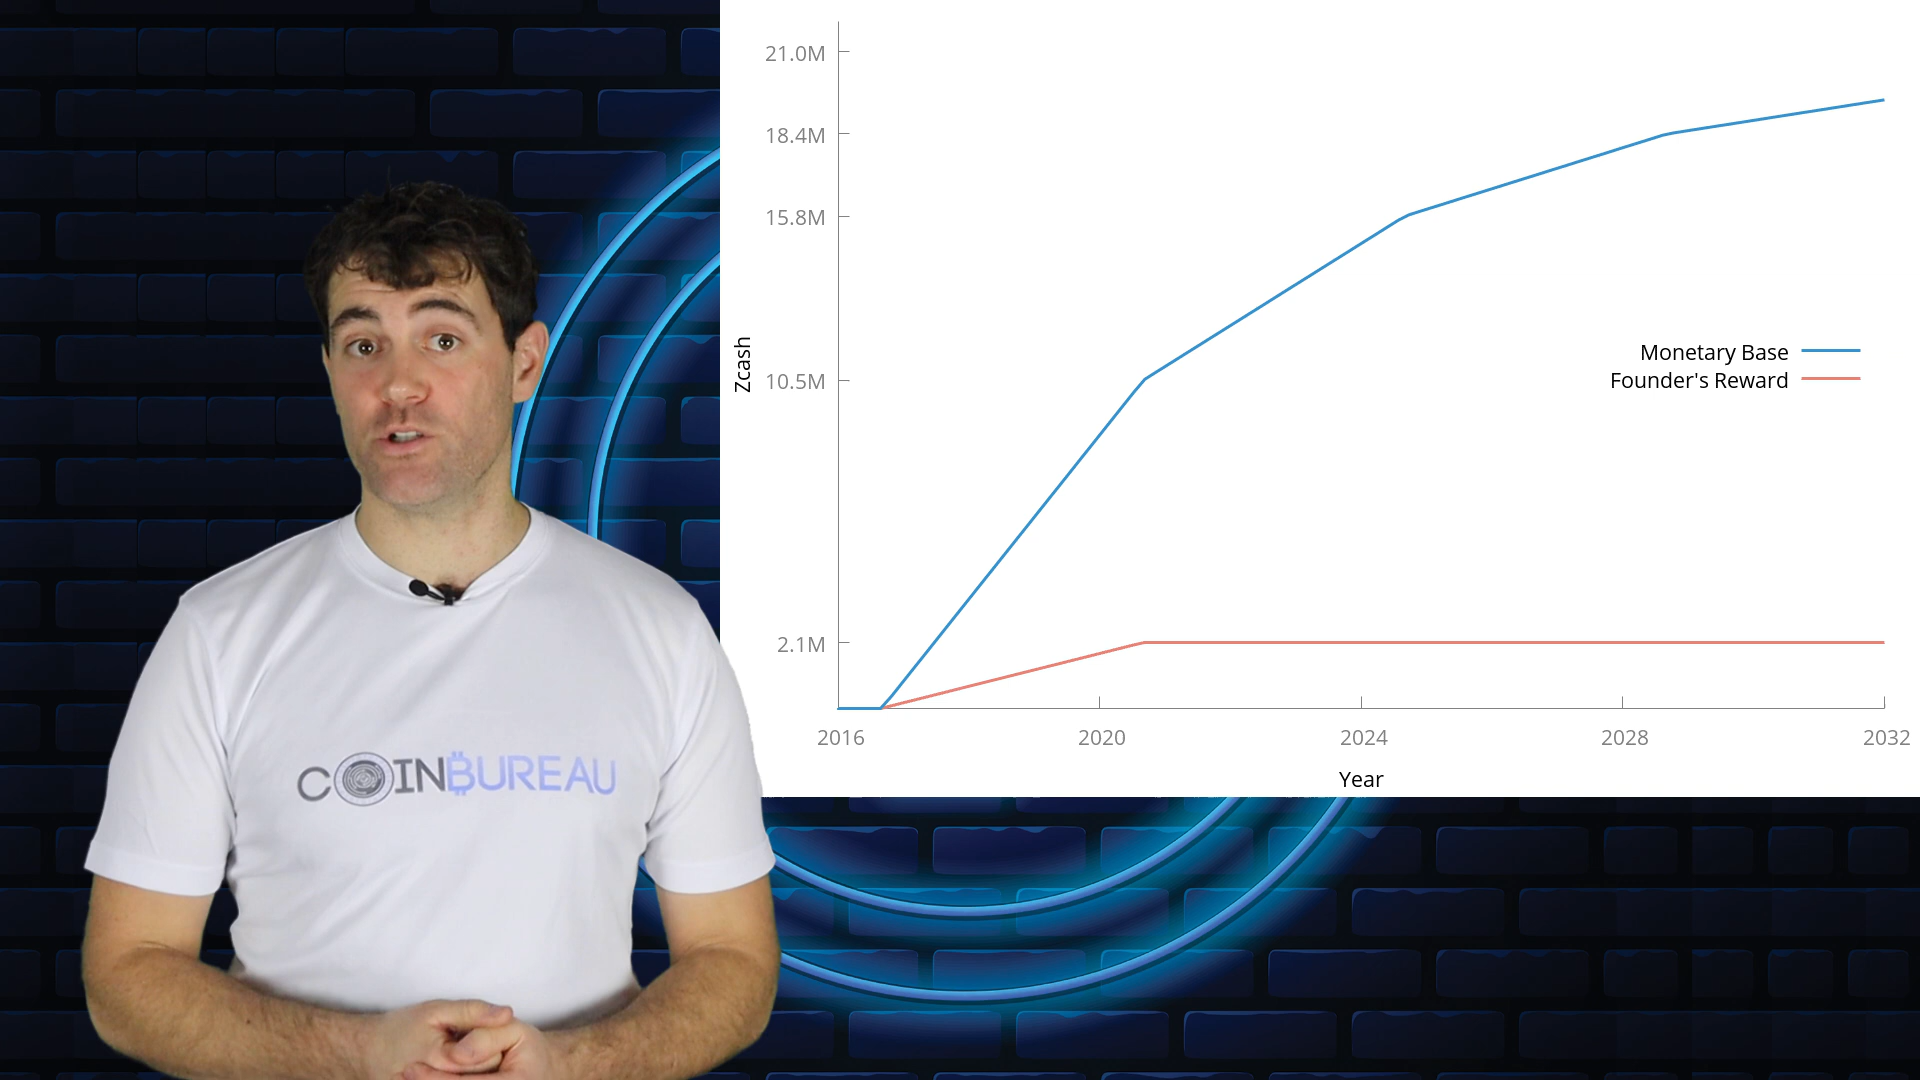 21.0M
18.4M
15.8M
10.5M
2.1M
Zcash
Monetary Base
Founder's Reward
2016
2020
2024
2028
2032
Year
COINBUREAU